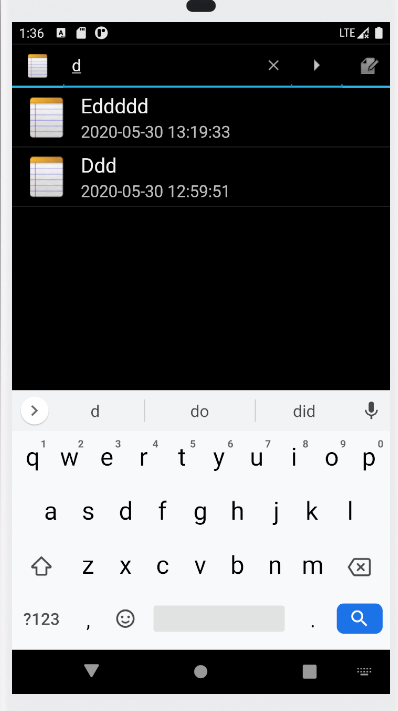 1:36 LTE
d
Eddddd
2020-05-30 13:19:33
Ddd
2020-05-30 12:59:51
d do did
1 2 3 4 5 6 7 8 9 0
q w e r t y u i o p
a s d f g h j k l
z x c v b n m
?123 , .